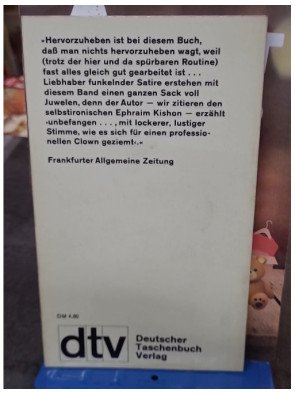 »Hervorzuheben ist bei diesem Buch,
daß man nichts hervorzuheben wagt, weil
(trotz der hier und da spürbaren Routine)
fast alles gleich gut gearbeitet ist . . .
Liebhaber funkelnder Satire erstehen mit
diesem Band einen ganzen Sack voll
Juwelen, denn der Autor — wir zitieren den
selbstironischen Ephraim Kishon — erzählt
›unbefangen . . . , mit lockerer, lustiger
Stimme, wie es sich für einen professio-
nellen Clown geziemt‹.«
Frankfurter Allgemeine Zeitung
DM 4,80
dtv
Deutscher
Taschenbuch
Verlag